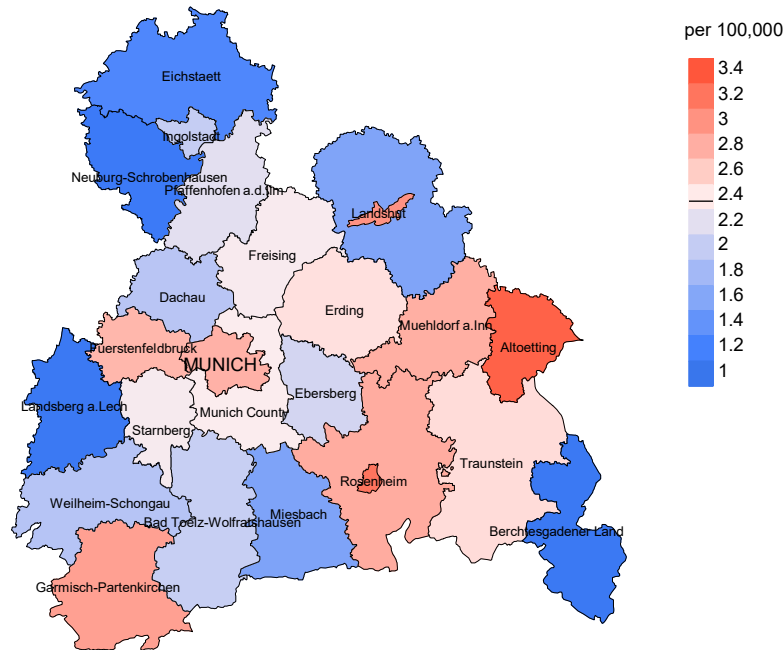 per 100,000
3.4
3.2
3
2.8
2.6
2.4
2.2
2
1.8
1.6
1.4
1.2
1
Eichstaett
Ingolstadt
Neuburg-Schrobenhausen
Pfaffenhofen a.d.Ilm
Landshut
Freising
Dachau
Erding
Muehldorf a.Inn
Altoetting
Fuerstenfeldbruck
MUNICH
Ebersberg
Landsberg a.Lech
Munich County
Starnberg
Traunstein
Rosenheim
Weilheim-Schongau
Miesbach
Bad Toelz-Wolfratshausen
Berchtesgadener Land
Garmisch-Partenkirchen